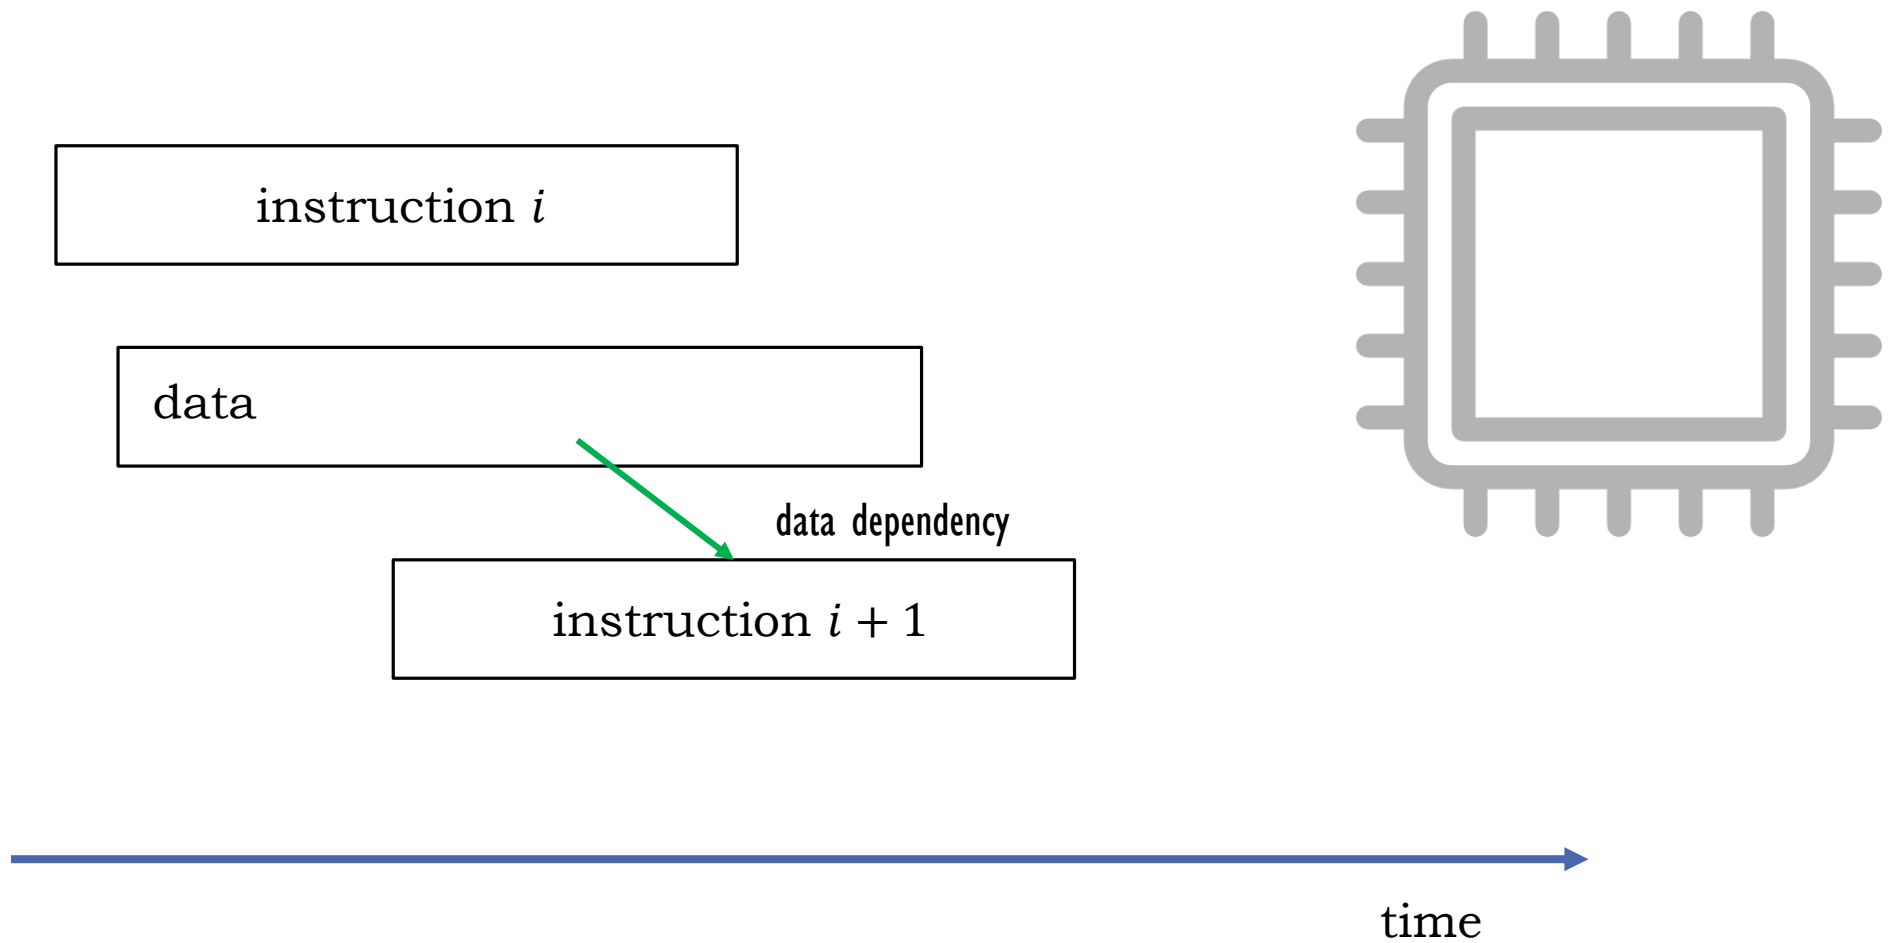 instruction i
data
data dependency
instruction i + 1
time